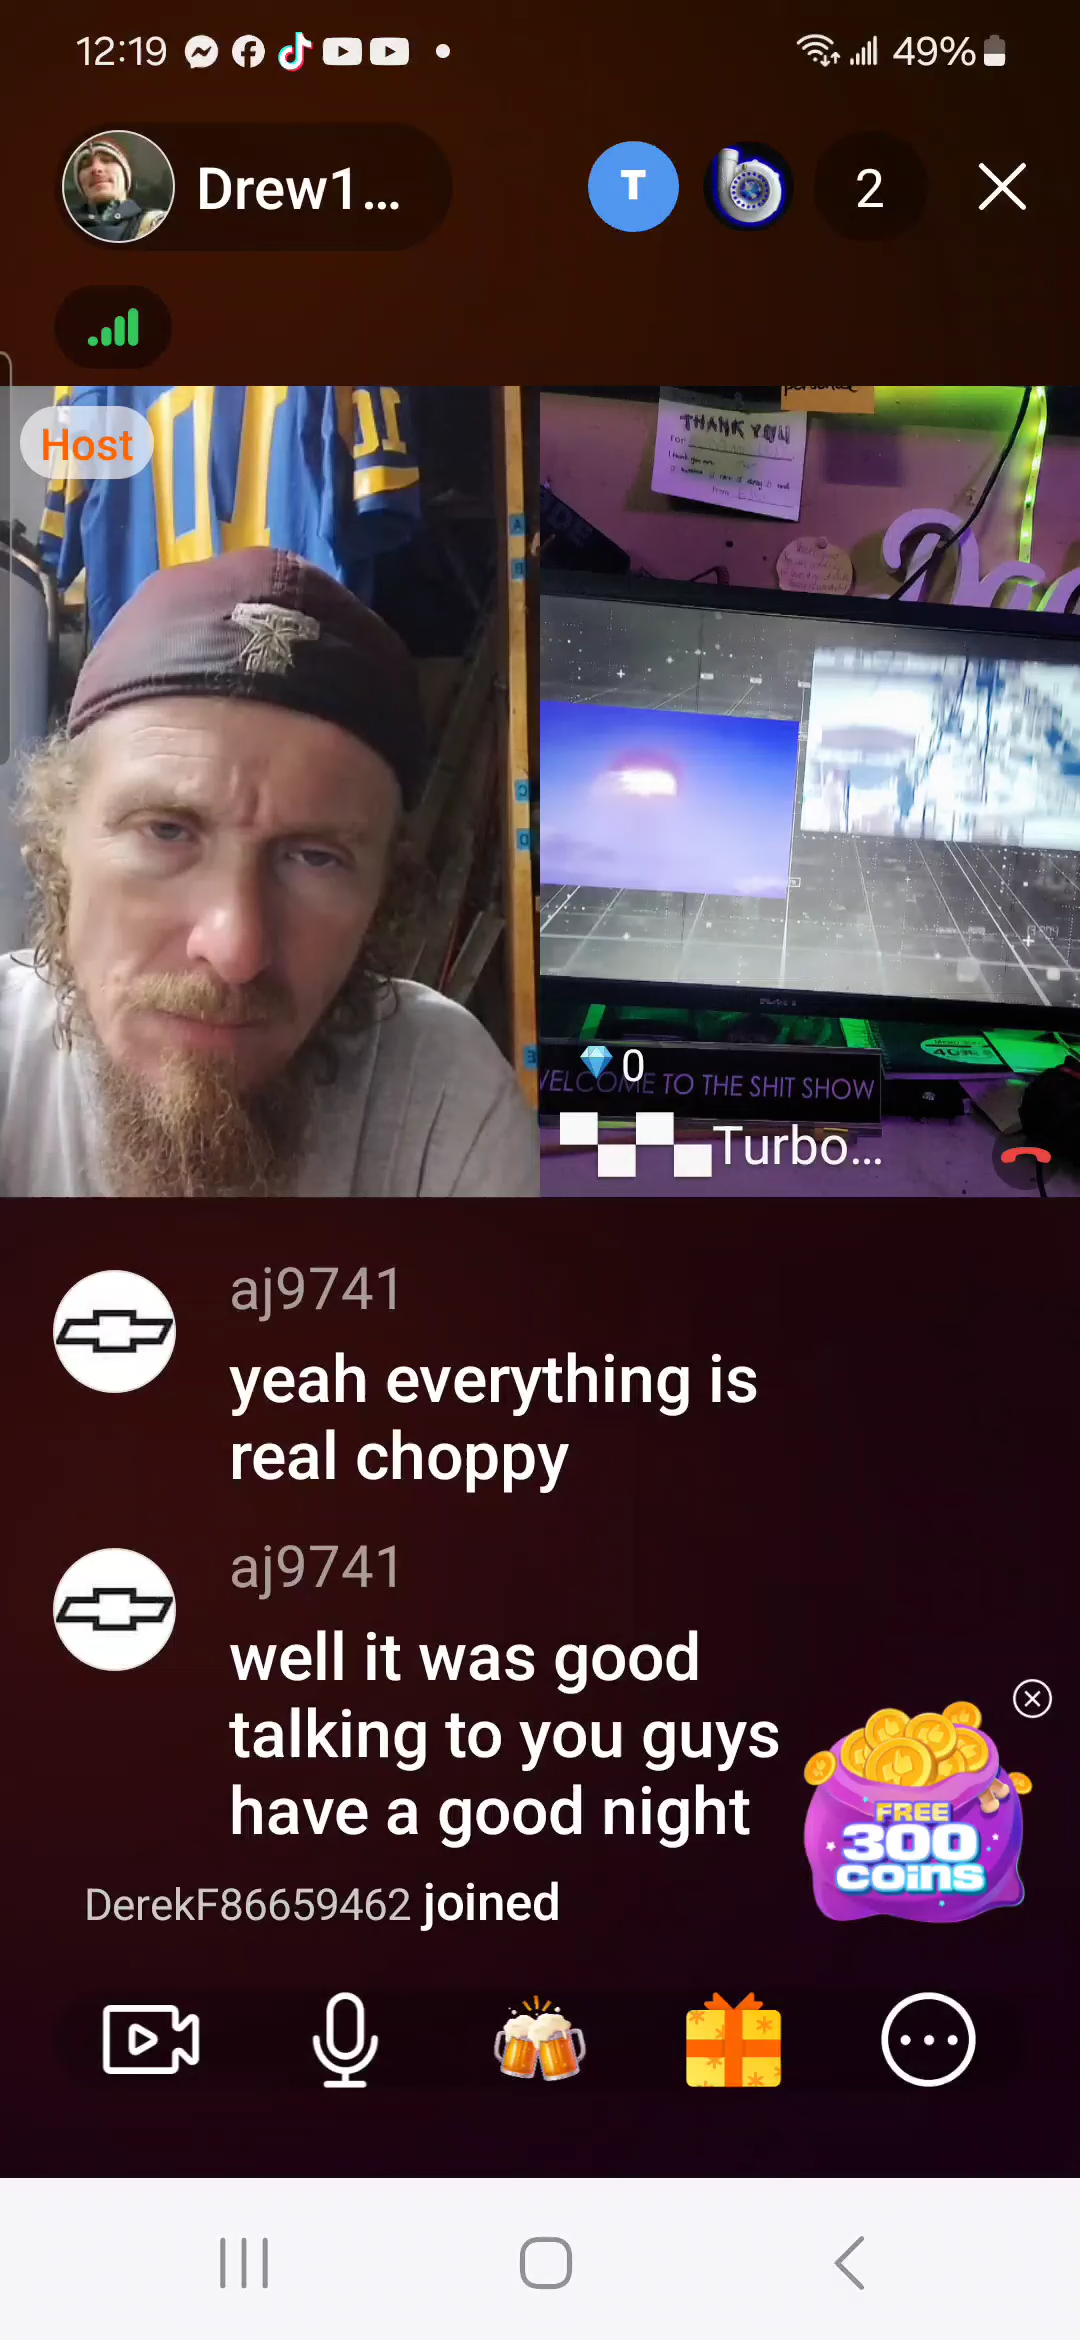 12:19
49%
Drew1...
T
2
Host
THANK YOU
For
From
0
WELCOME TO THE SHIT SHOW
Turbo...
aj9741
yeah everything is
real choppy
aj9741
well it was good
talking to you guys
have a good night
FREE
300
COINS
DerekF86659462 joined